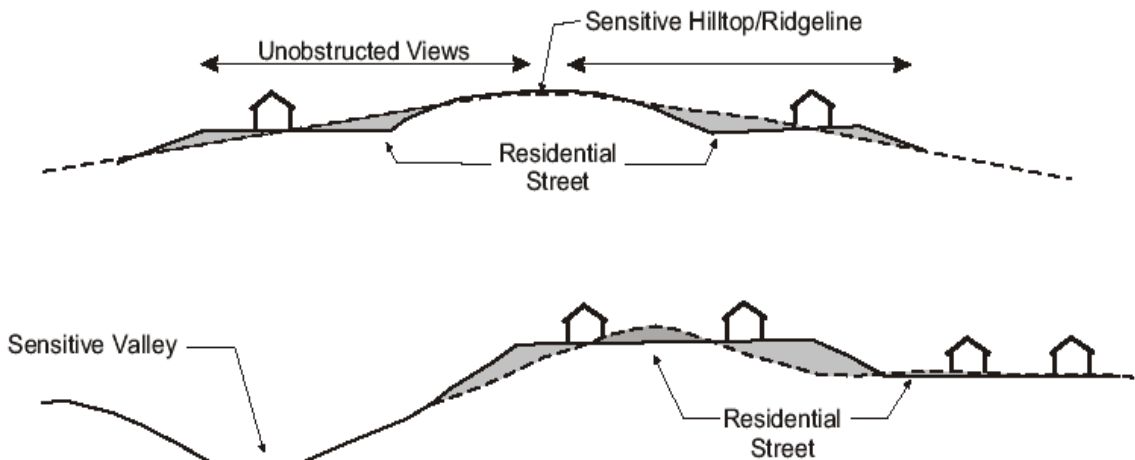 Sensitive Hilltop/Ridgeline
Unobstructed Views
Residential
Street
Sensitive Valley
Residential
Street